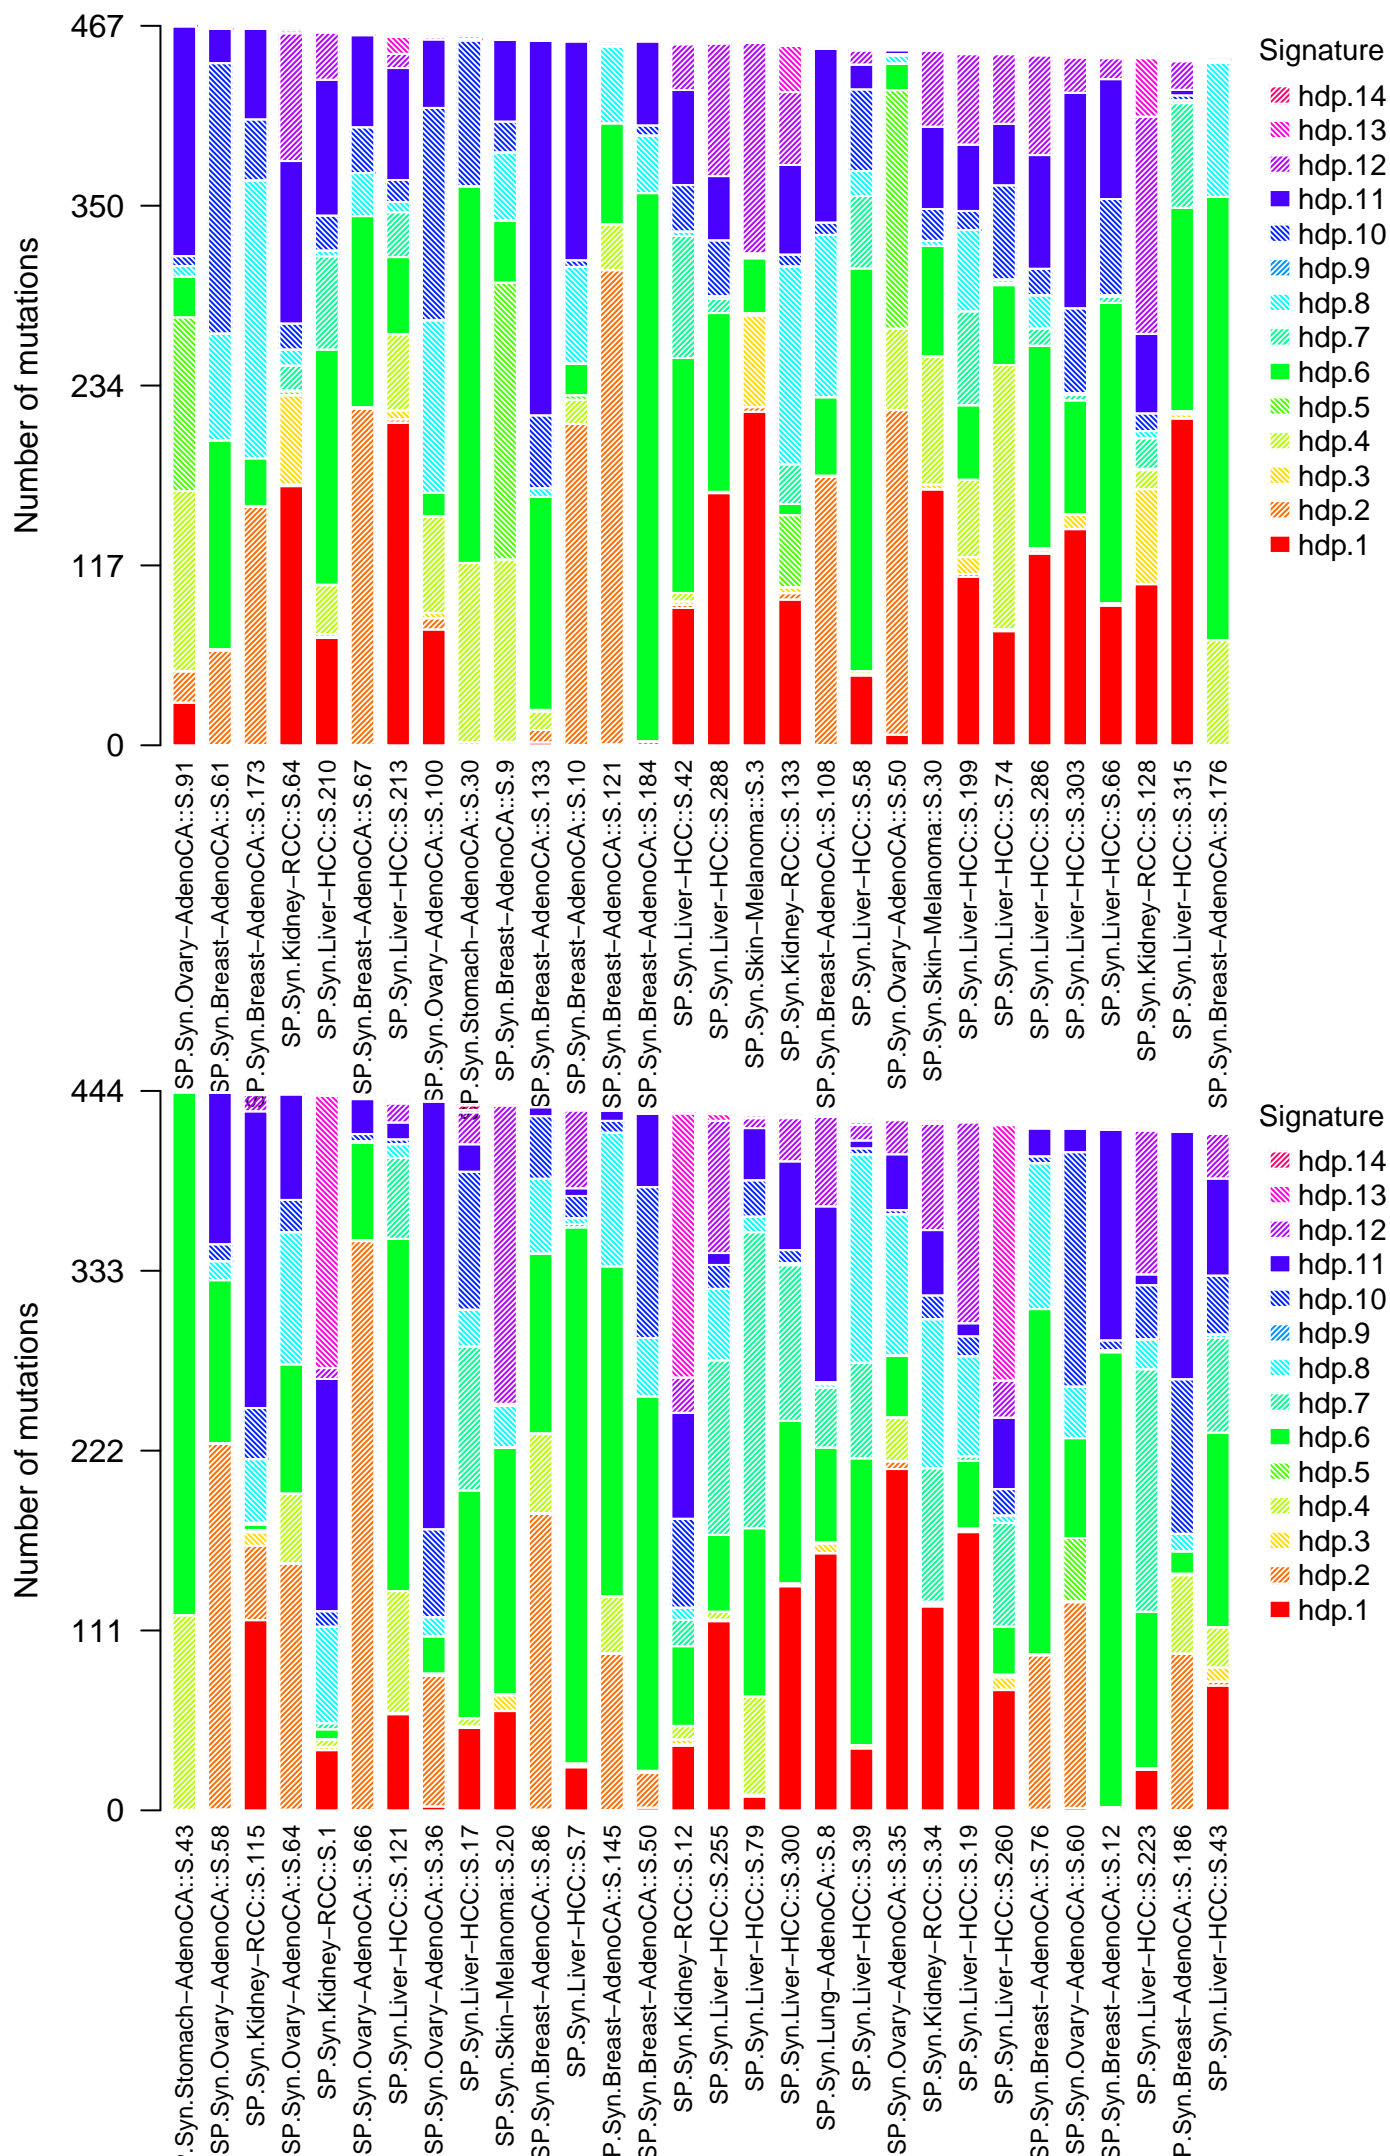 Number of mutations
467
350
234
117
0
Signature
hdp.14
hdp.13
hdp.12
hdp.11
hdp.10
hdp.9
hdp.8
hdp.7
hdp.6
hdp.5
hdp.4
hdp.3
hdp.2
hdp.1
SP.Syn.Ovary−AdenoCA::S.91
SP.Syn.Breast−AdenoCA::S.61
SP.Syn.Breast−AdenoCA::S.173
SP.Syn.Kidney−RCC::S.64
SP.Syn.Liver−HCC::S.210
SP.Syn.Breast−AdenoCA::S.67
SP.Syn.Liver−HCC::S.213
SP.Syn.Ovary−AdenoCA::S.100
SP.Syn.Stomach−AdenoCA::S.30
SP.Syn.Breast−AdenoCA::S.9
SP.Syn.Breast−AdenoCA::S.133
SP.Syn.Breast−AdenoCA::S.10
SP.Syn.Breast−AdenoCA::S.121
SP.Syn.Breast−AdenoCA::S.184
SP.Syn.Liver−HCC::S.42
SP.Syn.Liver−HCC::S.288
SP.Syn.Skin−Melanoma::S.3
SP.Syn.Kidney−RCC::S.133
SP.Syn.Breast−AdenoCA::S.108
SP.Syn.Liver−HCC::S.58
SP.Syn.Ovary−AdenoCA::S.50
SP.Syn.Skin−Melanoma::S.30
SP.Syn.Liver−HCC::S.199
SP.Syn.Liver−HCC::S.74
SP.Syn.Liver−HCC::S.286
SP.Syn.Liver−HCC::S.303
SP.Syn.Liver−HCC::S.66
SP.Syn.Kidney−RCC::S.128
SP.Syn.Liver−HCC::S.315
SP.Syn.Breast−AdenoCA::S.176
Number of mutations
444
333
222
111
0
Signature
hdp.14
hdp.13
hdp.12
hdp.11
hdp.10
hdp.9
hdp.8
hdp.7
hdp.6
hdp.5
hdp.4
hdp.3
hdp.2
hdp.1
P.Syn.Stomach−AdenoCA::S.43
SP.Syn.Ovary−AdenoCA::S.58
SP.Syn.Kidney−RCC::S.115
SP.Syn.Ovary−AdenoCA::S.64
SP.Syn.Kidney−RCC::S.1
SP.Syn.Ovary−AdenoCA::S.66
SP.Syn.Liver−HCC::S.121
SP.Syn.Ovary−AdenoCA::S.36
SP.Syn.Liver−HCC::S.17
SP.Syn.Skin−Melanoma::S.20
SP.Syn.Breast−AdenoCA::S.86
SP.Syn.Liver−HCC::S.7
SP.Syn.Breast−AdenoCA::S.145
SP.Syn.Breast−AdenoCA::S.50
SP.Syn.Kidney−RCC::S.12
SP.Syn.Liver−HCC::S.255
SP.Syn.Liver−HCC::S.79
SP.Syn.Liver−HCC::S.300
SP.Syn.Lung−AdenoCA::S.8
SP.Syn.Liver−HCC::S.39
SP.Syn.Ovary−AdenoCA::S.35
SP.Syn.Kidney−RCC::S.34
SP.Syn.Liver−HCC::S.19
SP.Syn.Liver−HCC::S.260
SP.Syn.Breast−AdenoCA::S.76
SP.Syn.Ovary−AdenoCA::S.60
SP.Syn.Breast−AdenoCA::S.12
SP.Syn.Liver−HCC::S.223
SP.Syn.Breast−AdenoCA::S.186
SP.Syn.Liver−HCC::S.43